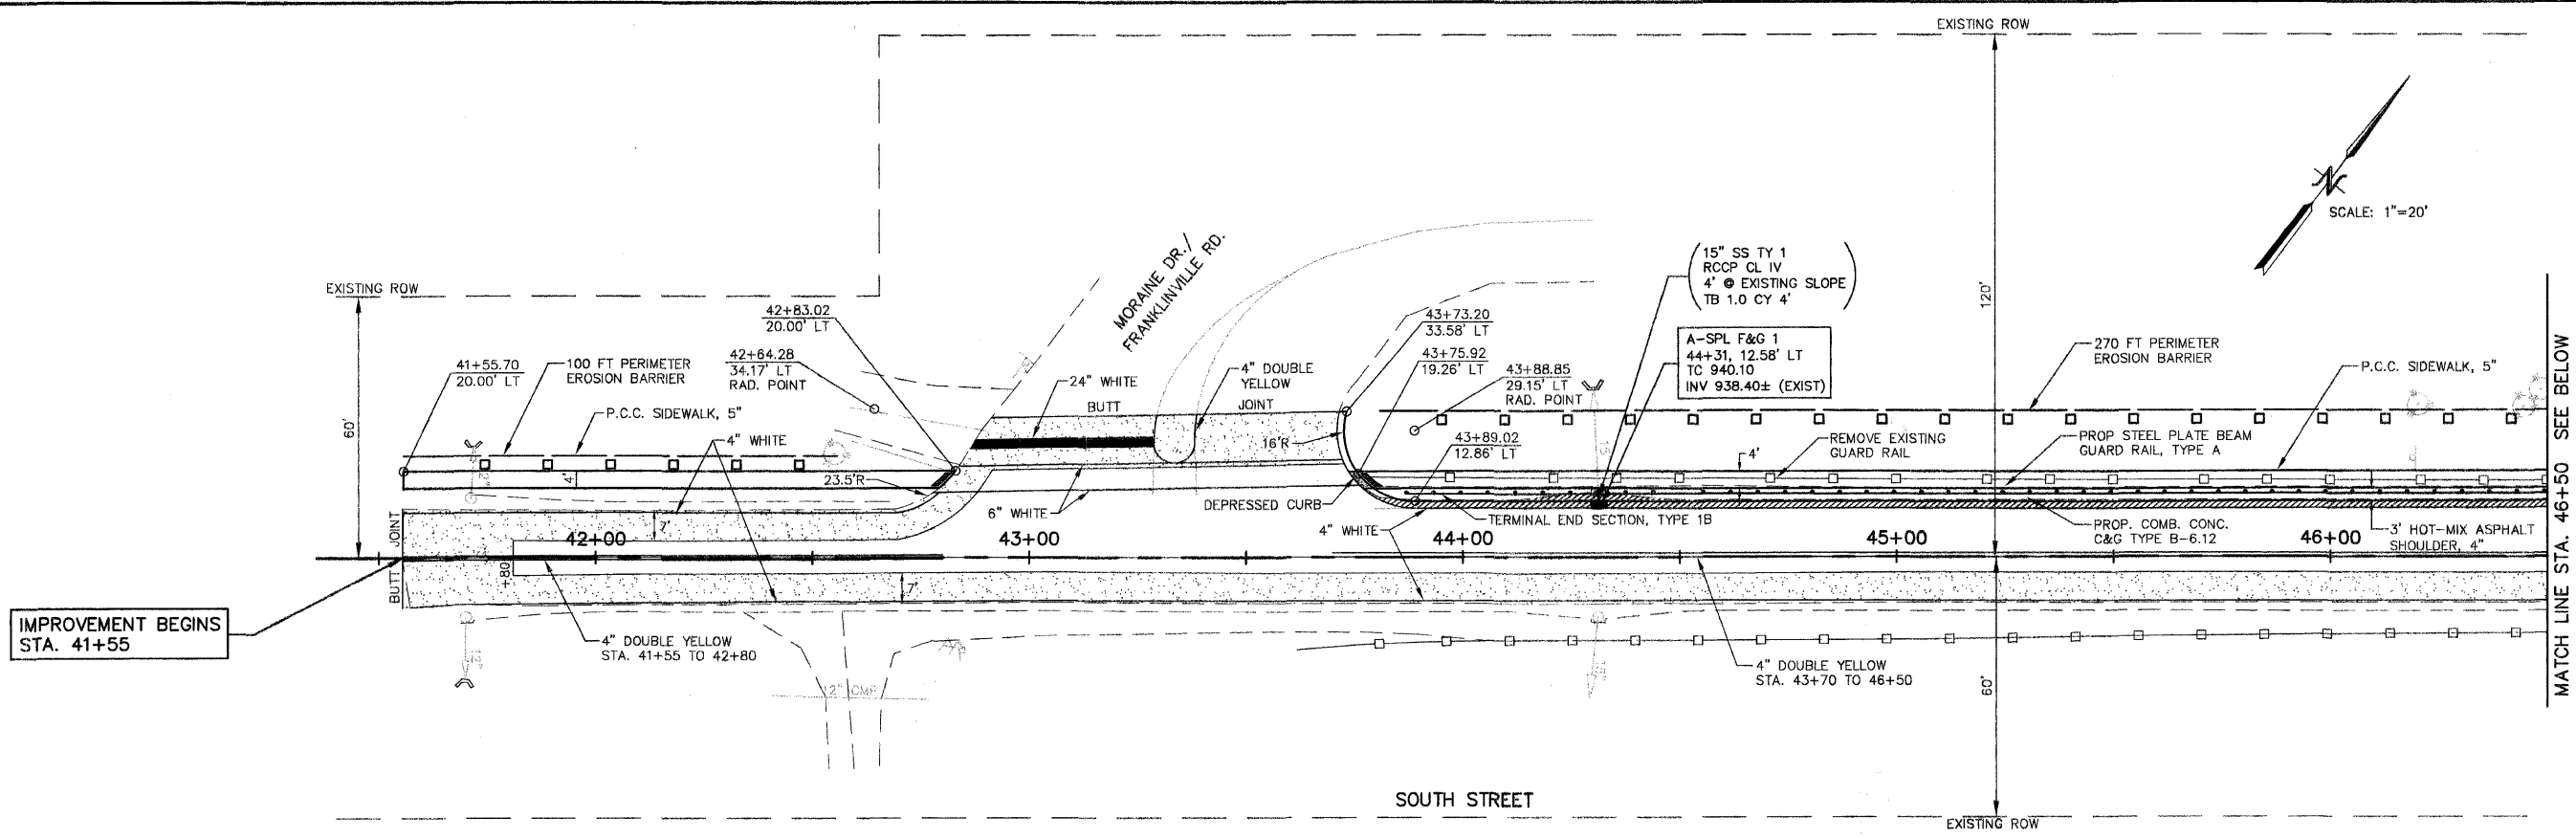 EXISTING ROW
SCALE: 1"=20'
EXISTING ROW
60'
120'
MORAINE DR./
FRANKLINVILLE RD.
15" SS TY 1
RCCP CL IV
4' @ EXISTING SLOPE
TB 1.0 CY 4'
A-SPL F&G 1
44+31, 12.58' LT
TC 940.10
INV 938.40± (EXIST)
42+83.02
20.00' LT
41+55.70
20.00' LT
100 FT PERIMETER
EROSION BARRIER
42+64.28
34.17' LT
RAD. POINT
43+73.20
33.58' LT
43+75.92
19.26' LT
43+88.85
29.15' LT
RAD. POINT
43+89.02
12.86' LT
270 FT PERIMETER
EROSION BARRIER
P.C.C. SIDEWALK, 5"
P.C.C. SIDEWALK, 5"
24" WHITE
4" DOUBLE
YELLOW
BUTT
JOINT
4" WHITE
16'R
23.5'R
4'
4'
REMOVE EXISTING
GUARD RAIL
PROP STEEL PLATE BEAM
GUARD RAIL, TYPE A
DEPRESSED CURB
6" WHITE
4" WHITE
TERMINAL END SECTION, TYPE 1B
PROP. COMB. CONC.
C&G TYPE B-6.12
3' HOT-MIX ASPHALT
SHOULDER, 4"
BUTT
JOINT
7'
7'
+80
42+00
43+00
44+00
45+00
46+00
IMPROVEMENT BEGINS
STA. 41+55
4" DOUBLE YELLOW
STA. 41+55 TO 42+80
4" DOUBLE YELLOW
STA. 43+70 TO 46+50
12"
12" CMP
60'
MATCH LINE STA. 46+50 SEE BELOW
SOUTH STREET
EXISTING ROW